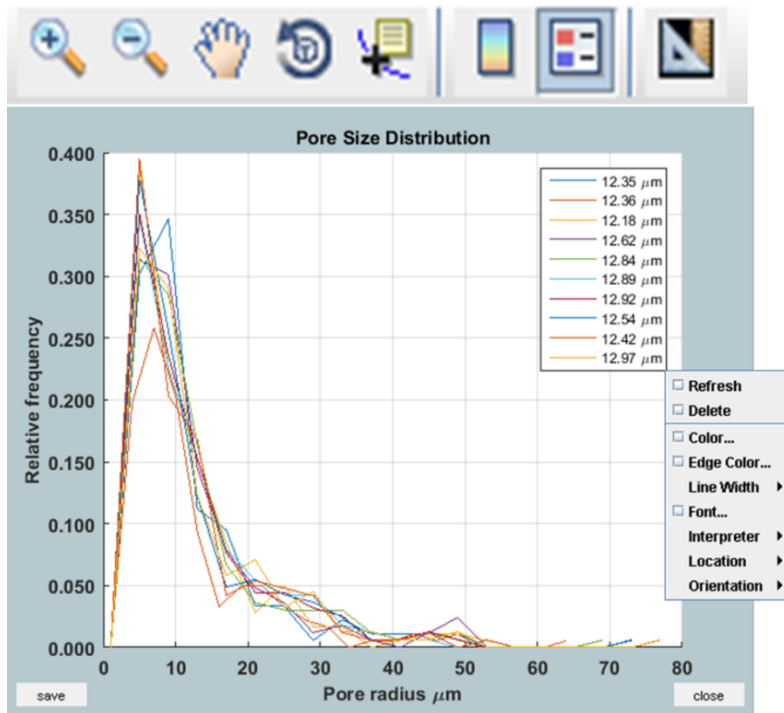 Pore Size Distribution
0.400
0.350
0.300
0.250
0.200
0.150
0.100
0.050
0.000
Relative frequency
0 10 20 30 40 50 60 70 80
Pore radius μm
12.35 μm
12.36 μm
12.18 μm
12.62 μm
12.84 μm
12.89 μm
12.92 μm
12.54 μm
12.42 μm
12.97 μm
Refresh
Delete
Color...
Edge Color...
Line Width
Font...
Interpreter
Location
Orientation
save
close